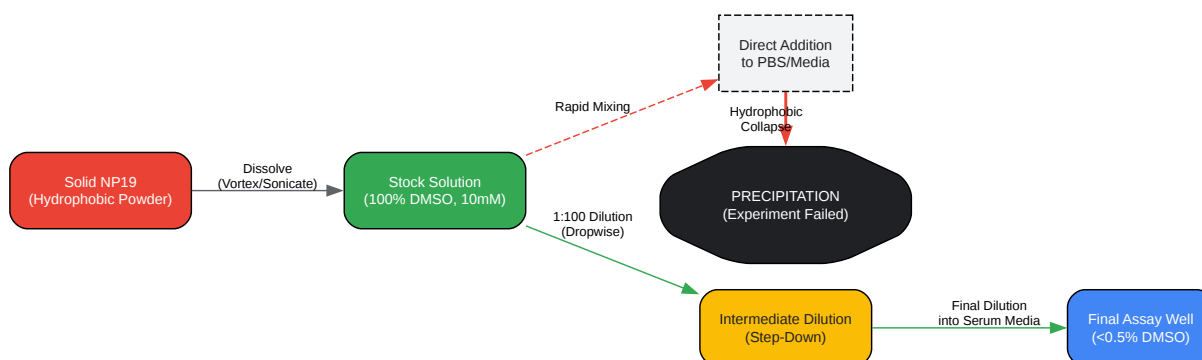 Direct Addition
to PBS/Media
Rapid Mixing
Hydrophobic
Collapse
Solid NP19
(Hydrophobic Powder)
Dissolve
(Vortex/Sonicate)
Stock Solution
(100% DMSO, 10mM)
PRECIPITATION
(Experiment Failed)
1:100 Dilution
(Dropwise)
Intermediate Dilution
(Step-Down)
Final Dilution
into Serum Media
Final Assay Well
(<0.5% DMSO)